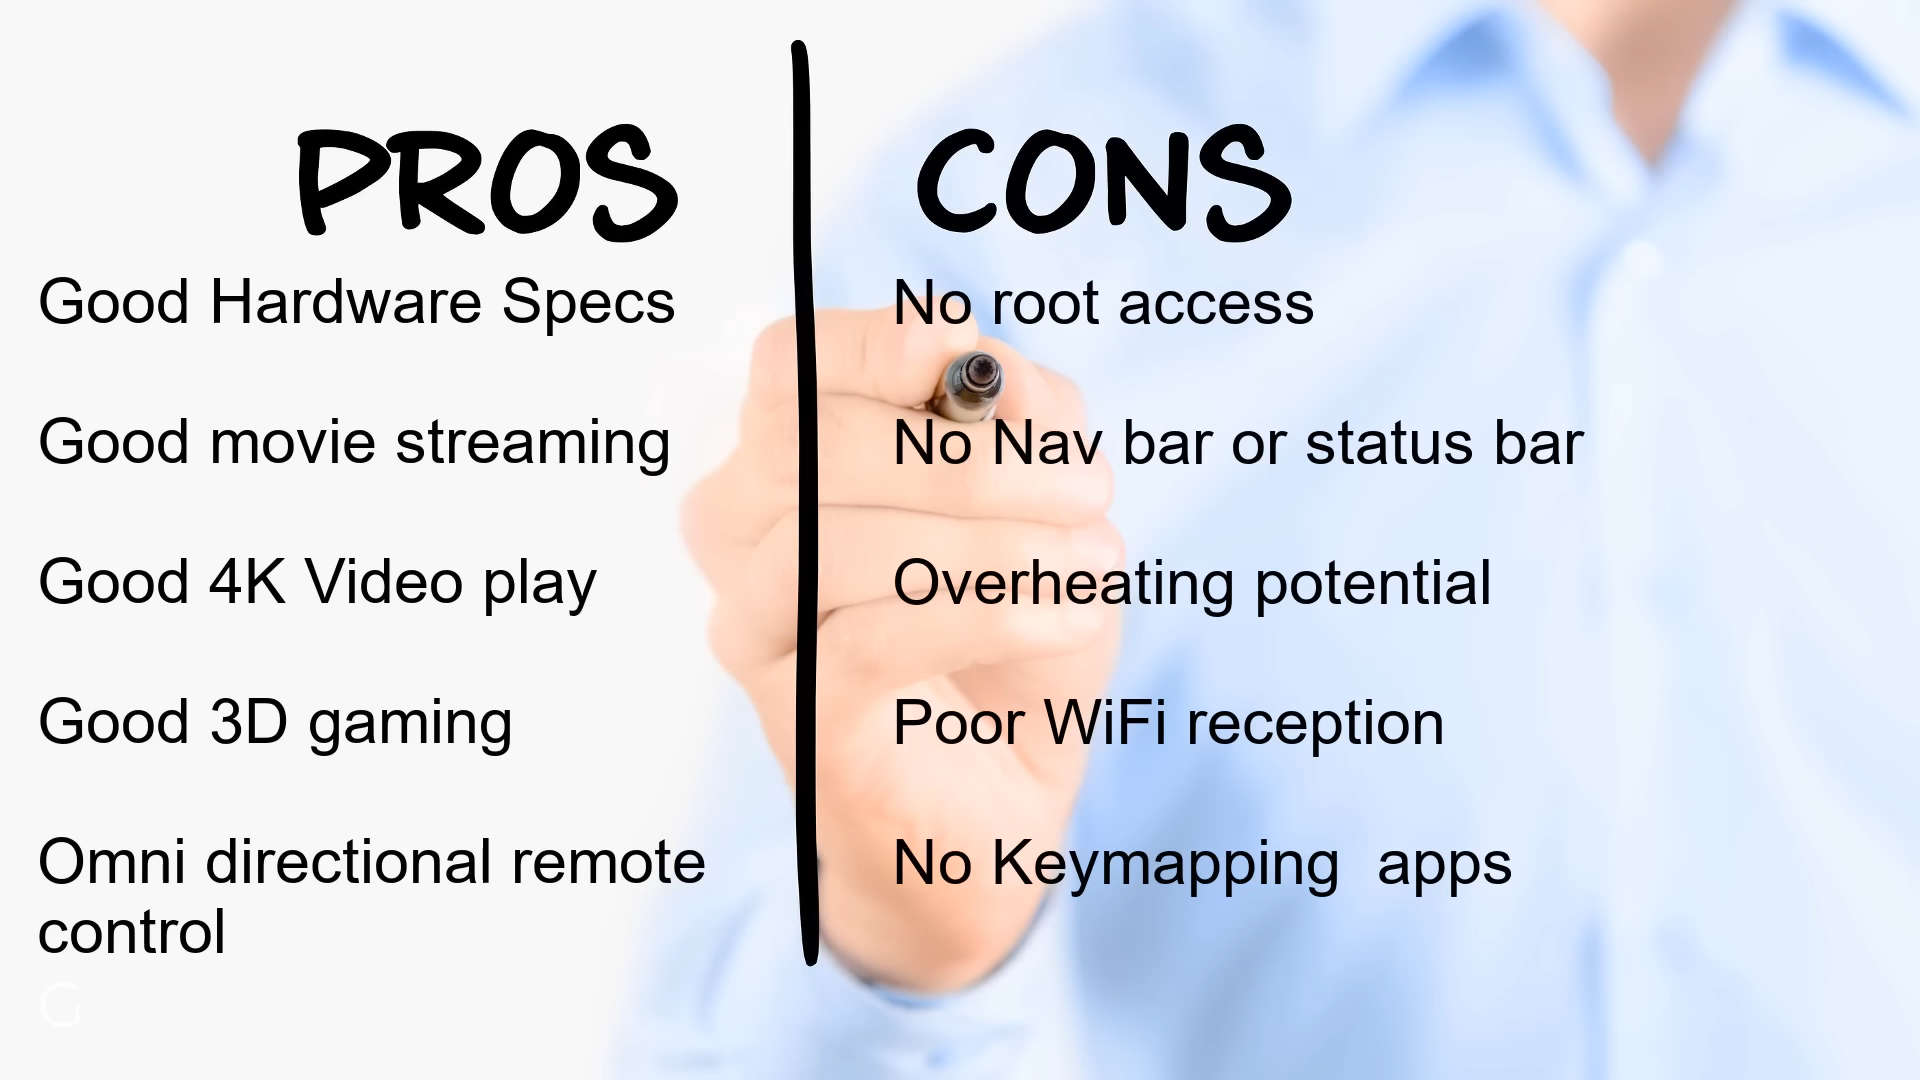 PROS
Good Hardware Specs
Good movie streaming
Good 4K Video play
Good 3D gaming
Omni directional remote
control
G
CONS
No root access
No Nav bar or status bar
Overheating potential
Poor WiFi reception
No Keymapping  apps